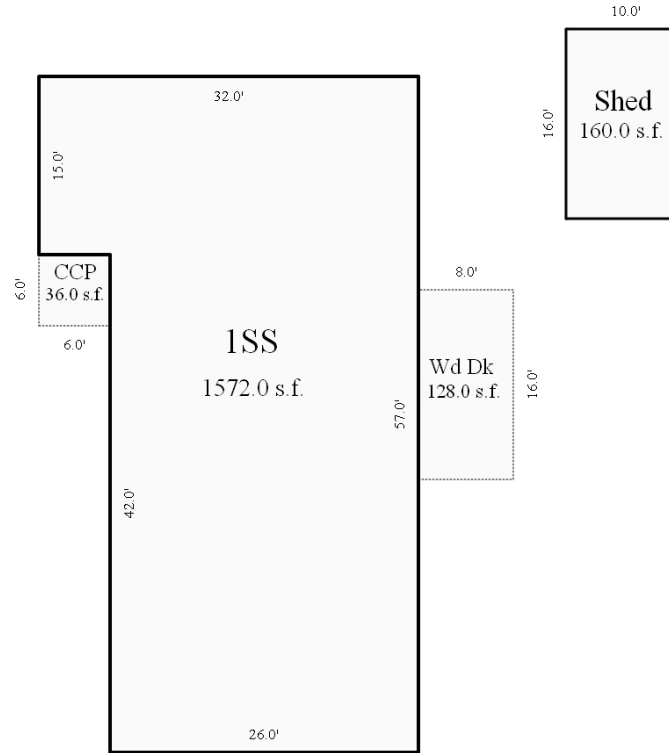 10.0'
32.0'
Shed
160.0 s.f.
16.0'
15.0'
CCP
36.0 s.f.
6.0'
6.0'
8.0'
1SS
1572.0 s.f.
Wd Dk
128.0 s.f.
16.0'
57.0'
42.0'
26.0'